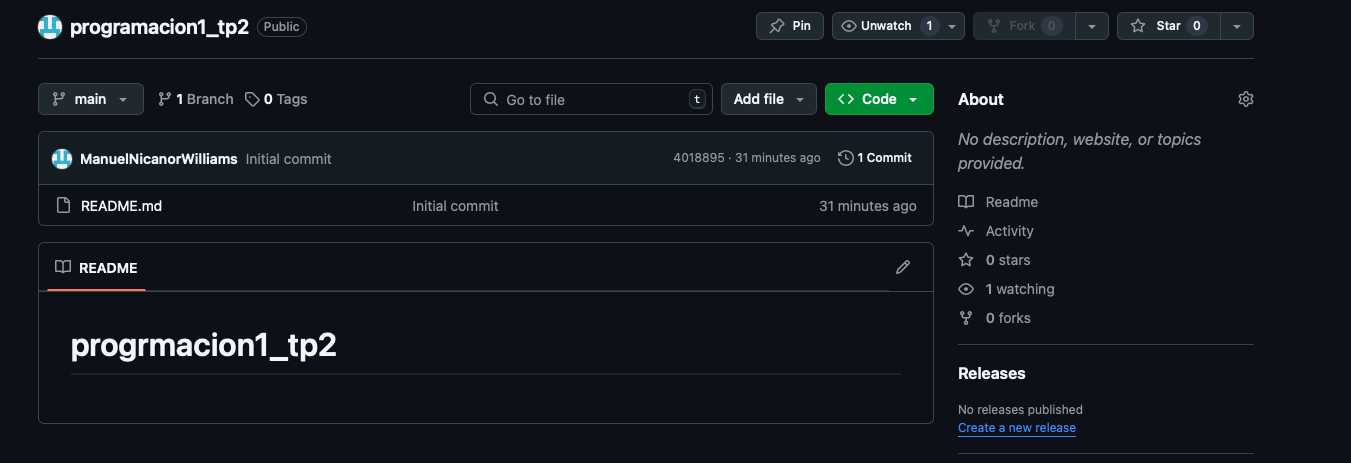 programacion1_tp2 Public Pin Unwatch 1 Fork 0 Star 0
main 1 Branch 0 Tags Go to file t Add file Code
ManuelNicanorWilliams Initial commit 4018895 · 31 minutes ago 1 Commit
README.md Initial commit 31 minutes ago
README
progrmacion1_tp2
About
No description, website, or topics
provided.
Readme
Activity
0 stars
1 watching
0 forks
Releases
No releases published
Create a new release